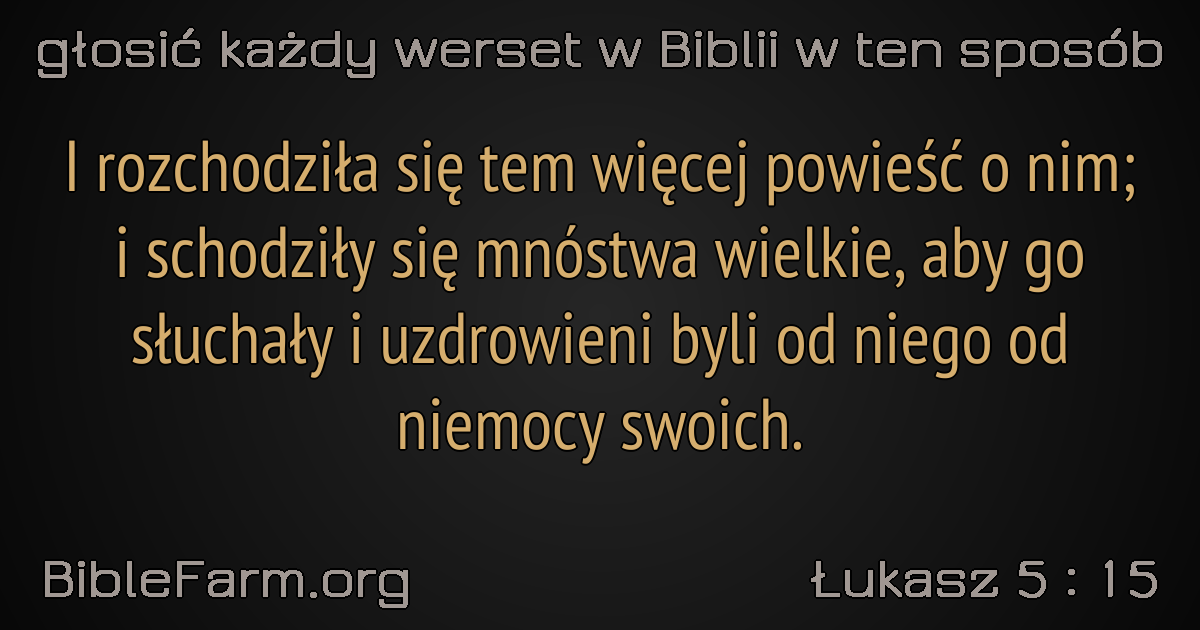 głosić każdy werset w Biblii w ten sposób
I rozchodziła się tem więcej powieść o nim;
i schodziły się mnóstwa wielkie, aby go
słuchały i uzdrowieni byli od niego od
niemocy swoich.
BibleFarm.org
Łukasz 5 : 15